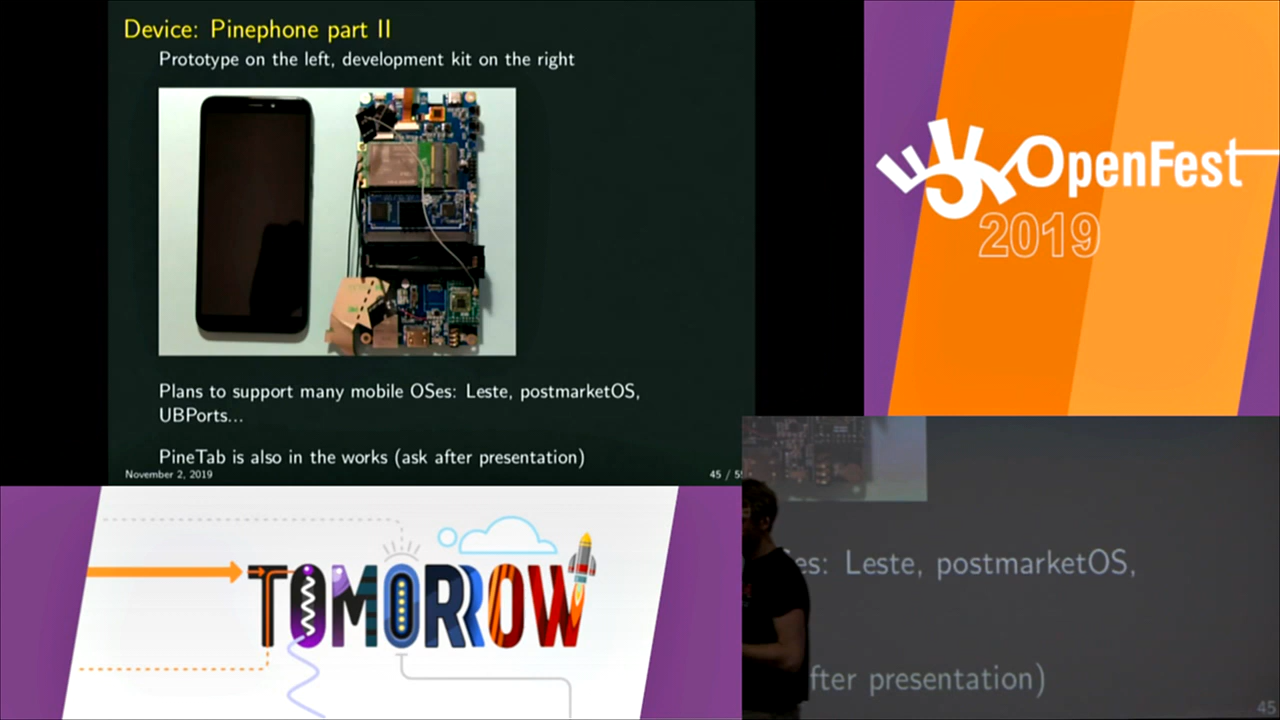 Device: Pinephone part II
Prototype on the left, development kit on the right
Plans to support many mobile OSes: Leste, postmarketOS,
UBPorts...
PineTab is also in the works (ask after presentation)
November 2, 2019
45 / 5
OpenFest
2019
TOMORROW
es: Leste, postmarketOS,
fter presentation)
45